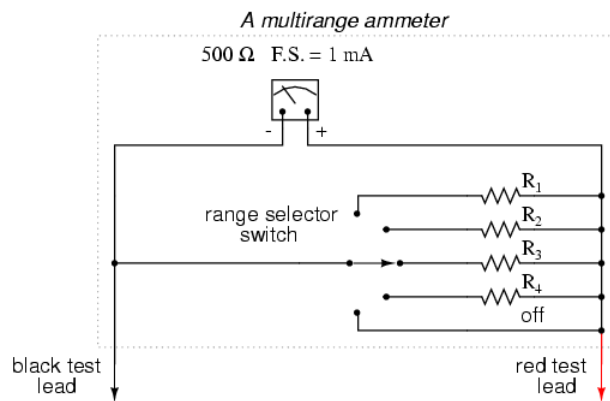 A multirange ammeter
500 Ω F.S. = 1 mA
- +
R1
range selector
switch
R2
R3
R4
off
black test
lead
red test
lead